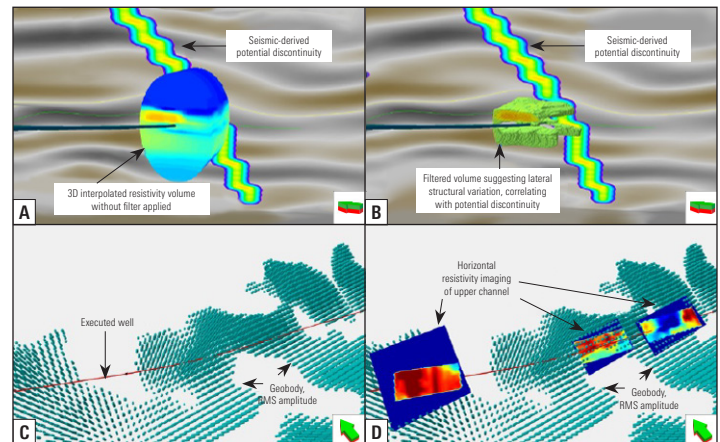 Seismic-derived
potential discontinuity
3D interpolated resistivity volume
without filter applied
A
Seismic-derived
potential discontinuity
Filtered volume suggesting lateral
structural variation, correlating
with potential discontinuity
B
Executed well
Geobody,
RMS amplitude
C
Horizontal
resistivity imaging
of upper channel
Geobody,
RMS amplitude
D